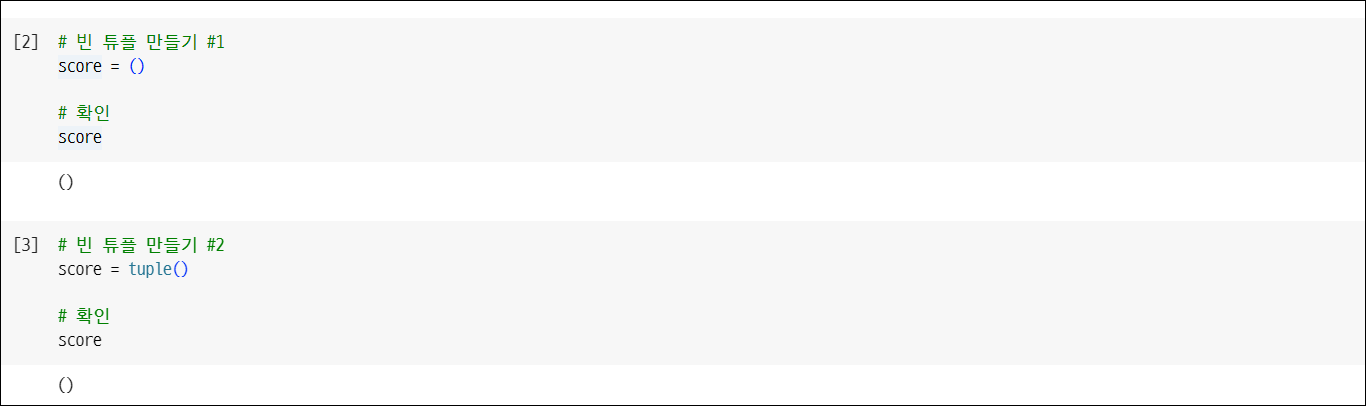 [2] # 빈 튜플 만들기 #1
score = ()
# 확인
score
()
[3] # 빈 튜플 만들기 #2
score = tuple()
# 확인
score
()